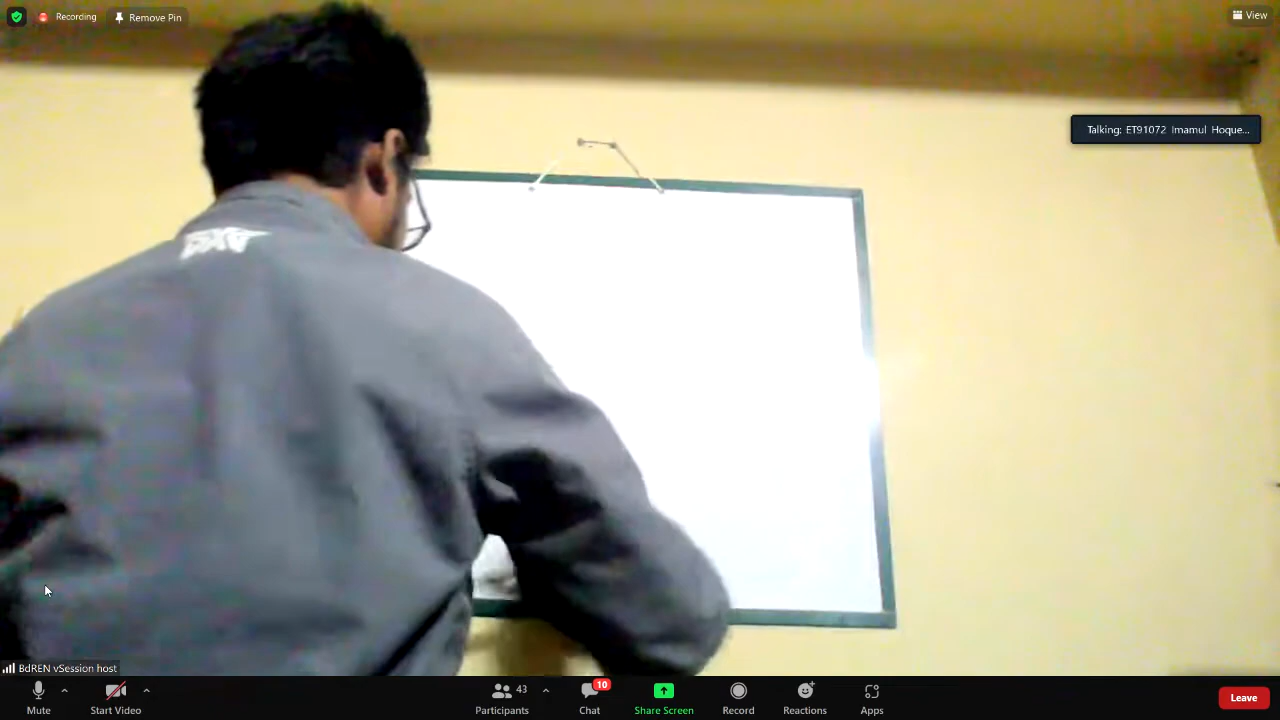 Recording
Remove Pin
View
Talking: ET91072 Imamul Hoque...
BdREN vSession host
Mute
Start Video
Participants
43
Chat
10
Share Screen
Record
Reactions
Apps
Leave